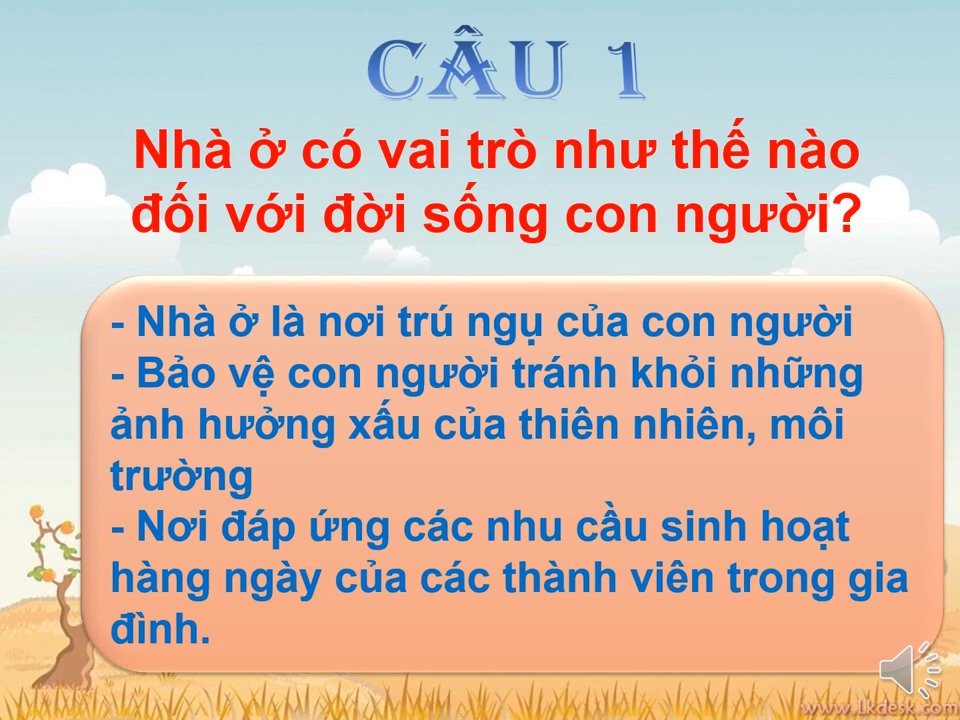 CÂU 1
Nhà ở có vai trò như thế nào
đối với đời sống con người?
- Nhà ở là nơi trú ngụ của con người
- Bảo vệ con người tránh khỏi những
ảnh hưởng xấu của thiên nhiên, môi
trường
- Nơi đáp ứng các nhu cầu sinh hoạt
hàng ngày của các thành viên trong gia
đình.
http://www.1kdesk.com